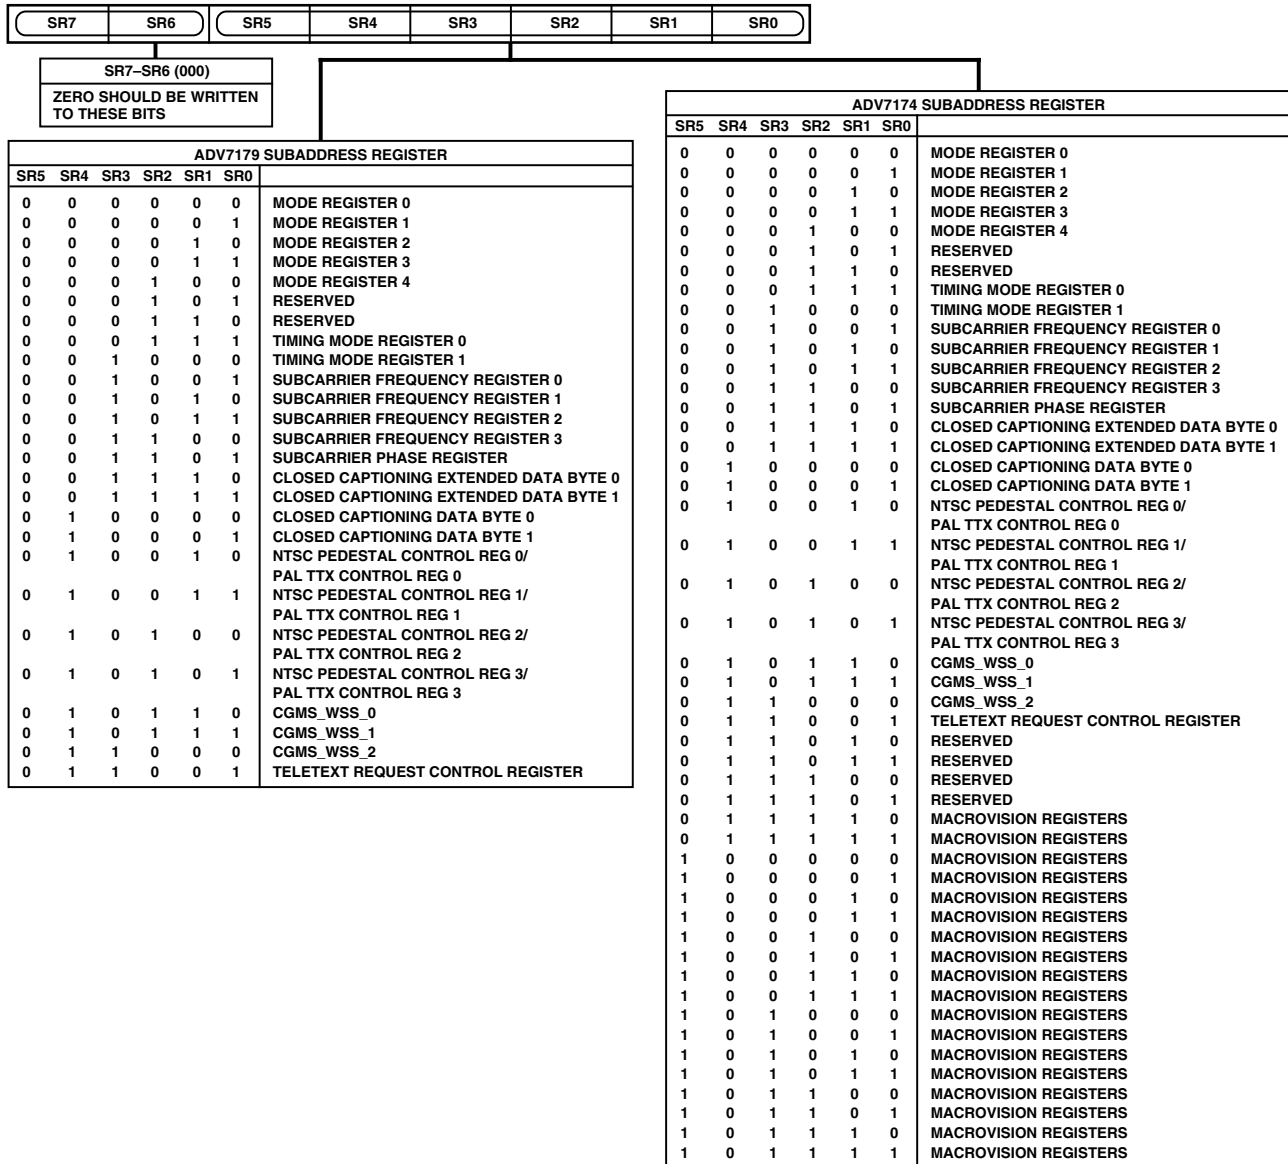 SR7 SR6 SR5 SR4 SR3 SR2 SR1 SR0
SR7–SR6 (000)
ZERO SHOULD BE WRITTEN
TO THESE BITS
ADV7179 SUBADDRESS REGISTER
SR5 SR4 SR3 SR2 SR1 SR0
0 0 0 0 0 0 MODE REGISTER 0
0 0 0 0 0 1 MODE REGISTER 1
0 0 0 0 1 0 MODE REGISTER 2
0 0 0 0 1 1 MODE REGISTER 3
0 0 0 1 0 0 MODE REGISTER 4
0 0 0 1 0 1 RESERVED
0 0 0 1 1 0 RESERVED
0 0 0 1 1 1 TIMING MODE REGISTER 0
0 0 1 0 0 0 TIMING MODE REGISTER 1
0 0 1 0 0 1 SUBCARRIER FREQUENCY REGISTER 0
0 0 1 0 1 0 SUBCARRIER FREQUENCY REGISTER 1
0 0 1 0 1 1 SUBCARRIER FREQUENCY REGISTER 2
0 0 1 1 0 0 SUBCARRIER FREQUENCY REGISTER 3
0 0 1 1 0 1 SUBCARRIER PHASE REGISTER
0 0 1 1 1 0 CLOSED CAPTIONING EXTENDED DATA BYTE 0
0 0 1 1 1 1 CLOSED CAPTIONING EXTENDED DATA BYTE 1
0 1 0 0 0 0 CLOSED CAPTIONING DATA BYTE 0
0 1 0 0 0 1 CLOSED CAPTIONING DATA BYTE 1
0 1 0 0 1 0 NTSC PEDESTAL CONTROL REG 0/
PAL TTX CONTROL REG 0
0 1 0 0 1 1 NTSC PEDESTAL CONTROL REG 1/
PAL TTX CONTROL REG 1
0 1 0 1 0 0 NTSC PEDESTAL CONTROL REG 2/
PAL TTX CONTROL REG 2
0 1 0 1 0 1 NTSC PEDESTAL CONTROL REG 3/
PAL TTX CONTROL REG 3
0 1 0 1 1 0 CGMS_WSS_0
0 1 0 1 1 1 CGMS_WSS_1
0 1 1 0 0 0 CGMS_WSS_2
0 1 1 0 0 1 TELETEXT REQUEST CONTROL REGISTER
ADV7174 SUBADDRESS REGISTER
SR5 SR4 SR3 SR2 SR1 SR0
0 0 0 0 0 0 MODE REGISTER 0
0 0 0 0 0 1 MODE REGISTER 1
0 0 0 0 1 0 MODE REGISTER 2
0 0 0 0 1 1 MODE REGISTER 3
0 0 0 1 0 0 MODE REGISTER 4
0 0 0 1 0 1 RESERVED
0 0 0 1 1 0 RESERVED
0 0 0 1 1 1 TIMING MODE REGISTER 0
0 0 1 0 0 0 TIMING MODE REGISTER 1
0 0 1 0 0 1 SUBCARRIER FREQUENCY REGISTER 0
0 0 1 0 1 0 SUBCARRIER FREQUENCY REGISTER 1
0 0 1 0 1 1 SUBCARRIER FREQUENCY REGISTER 2
0 0 1 1 0 0 SUBCARRIER FREQUENCY REGISTER 3
0 0 1 1 0 1 SUBCARRIER PHASE REGISTER
0 0 1 1 1 0 CLOSED CAPTIONING EXTENDED DATA BYTE 0
0 0 1 1 1 1 CLOSED CAPTIONING EXTENDED DATA BYTE 1
0 1 0 0 0 0 CLOSED CAPTIONING DATA BYTE 0
0 1 0 0 0 1 CLOSED CAPTIONING DATA BYTE 1
0 1 0 0 1 0 NTSC PEDESTAL CONTROL REG 0/
PAL TTX CONTROL REG 0
0 1 0 0 1 1 NTSC PEDESTAL CONTROL REG 1/
PAL TTX CONTROL REG 1
0 1 0 1 0 0 NTSC PEDESTAL CONTROL REG 2/
PAL TTX CONTROL REG 2
0 1 0 1 0 1 NTSC PEDESTAL CONTROL REG 3/
PAL TTX CONTROL REG 3
0 1 0 1 1 0 CGMS_WSS_0
0 1 0 1 1 1 CGMS_WSS_1
0 1 1 0 0 0 CGMS_WSS_2
0 1 1 0 0 1 TELETEXT REQUEST CONTROL REGISTER
0 1 1 0 1 0 RESERVED
0 1 1 0 1 1 RESERVED
0 1 1 1 0 0 RESERVED
0 1 1 1 0 1 RESERVED
0 1 1 1 1 0 MACROVISION REGISTERS
0 1 1 1 1 1 MACROVISION REGISTERS
1 0 0 0 0 0 MACROVISION REGISTERS
1 0 0 0 0 1 MACROVISION REGISTERS
1 0 0 0 1 0 MACROVISION REGISTERS
1 0 0 0 1 1 MACROVISION REGISTERS
1 0 0 1 0 0 MACROVISION REGISTERS
1 0 0 1 0 1 MACROVISION REGISTERS
1 0 0 1 1 0 MACROVISION REGISTERS
1 0 0 1 1 1 MACROVISION REGISTERS
1 0 1 0 0 0 MACROVISION REGISTERS
1 0 1 0 0 1 MACROVISION REGISTERS
1 0 1 0 1 0 MACROVISION REGISTERS
1 0 1 0 1 1 MACROVISION REGISTERS
1 0 1 1 0 0 MACROVISION REGISTERS
1 0 1 1 0 1 MACROVISION REGISTERS
1 0 1 1 1 0 MACROVISION REGISTERS
1 0 1 1 1 1 MACROVISION REGISTERS